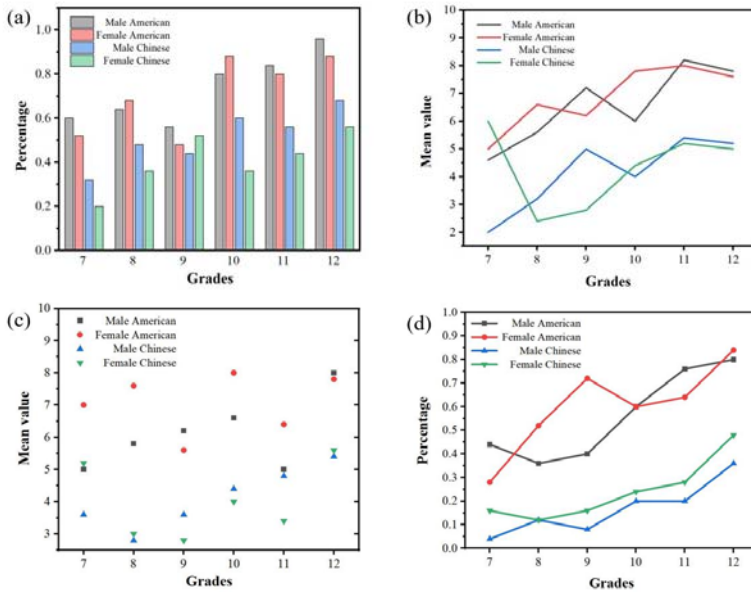 (a)
Male American
Female American
Male Chinese
Female Chinese
1.0
0.8
0.6
0.4
0.2
0.0
Percentage
7 8 9 10 11 12
Grades
(b)
Male American
Female American
Male Chinese
Female Chinese
10
9
8
7
6
5
4
3
2
Mean value
7 8 9 10 11 12
Grades
(c)
Male American
Female American
Male Chinese
Female Chinese
10
9
8
7
6
5
4
3
Mean value
7 8 9 10 11 12
Grades
(d)
Male American
Female American
Male Chinese
Female Chinese
1.0
0.9
0.8
0.7
0.6
0.5
0.4
0.3
0.2
0.1
0.0
Percentage
7 8 9 10 11 12
Grades